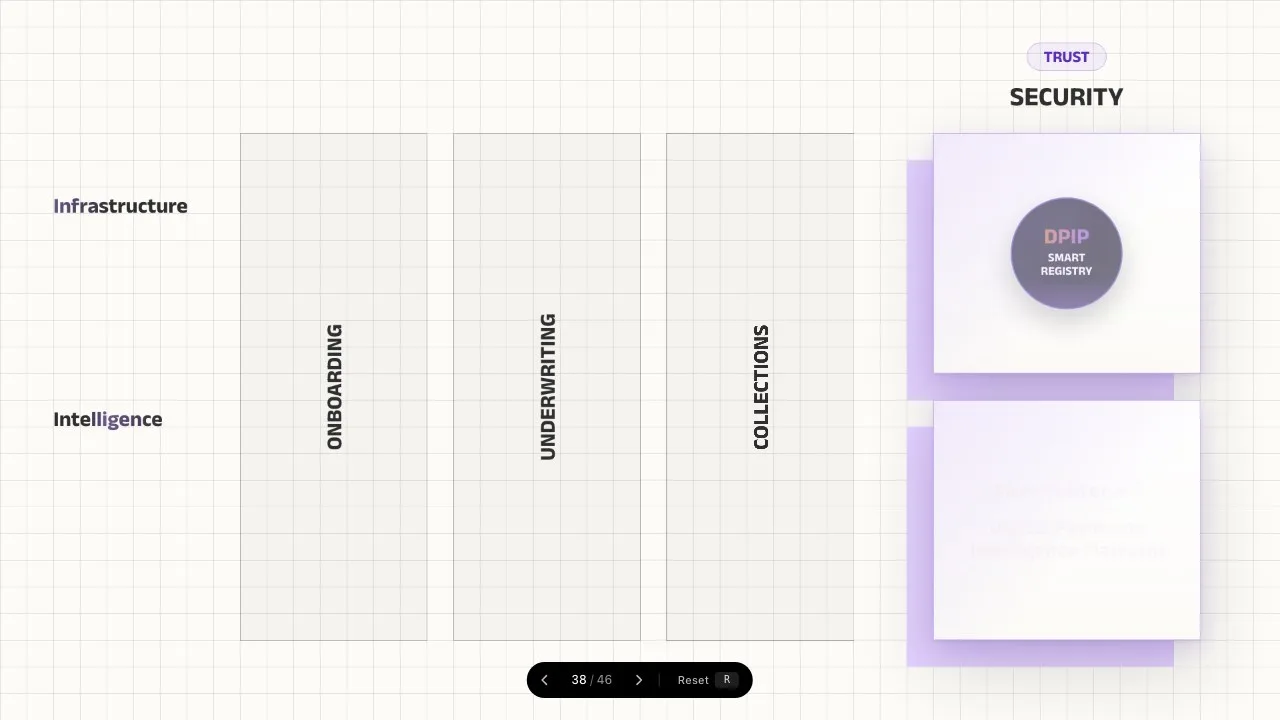 TRUST
SECURITY
Infrastructure
Intelligence
ONBOARDING
UNDERWRITING
COLLECTIONS
DPIP
SMART
REGISTRY
38 / 46
Reset R